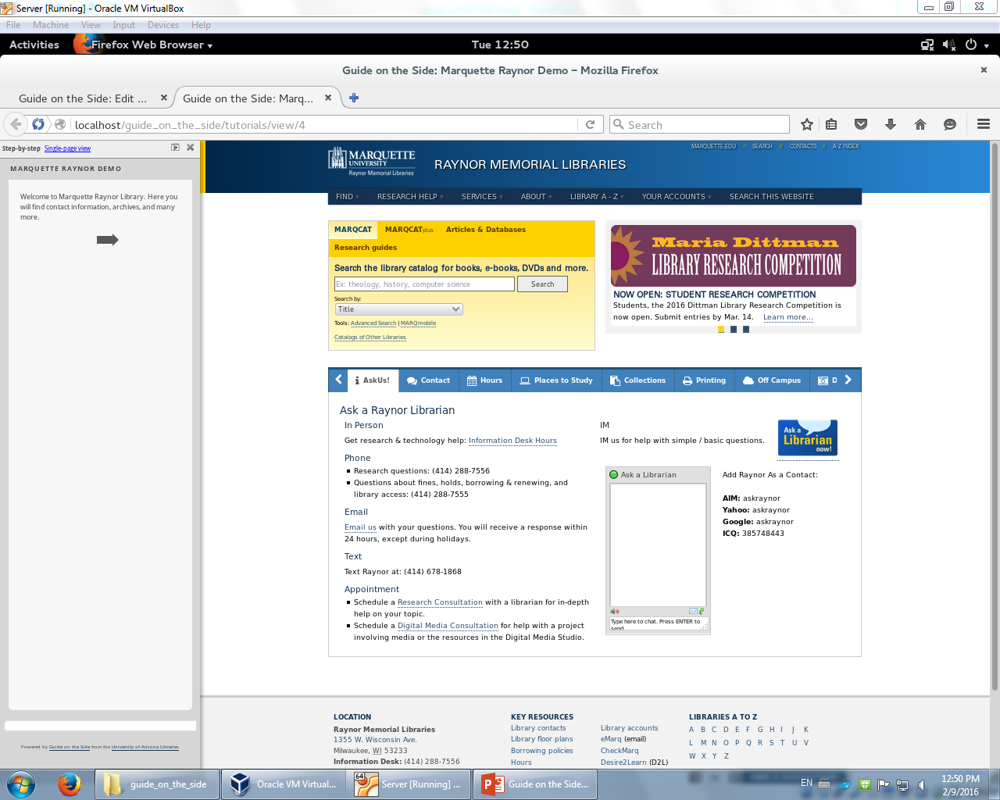 Server [Running] - Oracle VM VirtualBox
File Machine View Input Devices Help
Activities Firefox Web Browser Tue 12:50
Guide on the Side: Marquette Raynor Demo – Mozilla Firefox
Guide on the Side: Edit ... Guide on the Side: Marq...
localhost/guide_on_the_side/tutorials/view/4 Search
Step-by-step Single-page view
MARQUETTE RAYNOR DEMO
Welcome to Marquette Raynor Library. Here you
will find contact information, archives, and many
more.
Powered by Guide on the Side from the University of Arizona Libraries
MARQUETTE.EDU // SEARCH // CONTACTS // A-Z INDEX
MARQUETTE
UNIVERSITY
Raynor Memorial Libraries
RAYNOR MEMORIAL LIBRARIES
FIND RESEARCH HELP SERVICES ABOUT LIBRARY A - Z YOUR ACCOUNTS SEARCH THIS WEBSITE
MARQCAT MARQCATplus Articles & Databases
Research guides
Search the library catalog for books, e-books, DVDs and more.
Ex: theology, history, computer science Search
Search by:
Title
Tools: Advanced Search | MARQmobile
Catalogs of Other Libraries
Maria Dittman
LIBRARY RESEARCH COMPETITION
NOW OPEN: STUDENT RESEARCH COMPETITION
Students, the 2016 Dittman Library Research Competition is
now open. Submit entries by Mar. 14. Learn more...
AskUs! Contact Hours Places to Study Collections Printing Off Campus D
Ask a Raynor Librarian
In Person
Get research & technology help: Information Desk Hours
Phone
Research questions: (414) 288-7556
Questions about fines, holds, borrowing & renewing, and
library access: (414) 288-7555
Email
Email us with your questions. You will receive a response within
24 hours, except during holidays.
Text
Text Raynor at: (414) 678-1868
Appointment
Schedule a Research Consultation with a librarian for in-depth
help on your topic.
Schedule a Digital Media Consultation for help with a project
involving media or the resources in the Digital Media Studio.
IM
IM us for help with simple / basic questions.
Ask a
Librarian
now!
Ask a Librarian
Type here to chat. Press ENTER to
send
Add Raynor As a Contact:
AIM: askraynor
Yahoo: askraynor
Google: askraynor
ICQ: 385748443
LOCATION
Raynor Memorial Libraries
1355 W. Wisconsin Ave.
Milwaukee, WI 53233
Information Desk: (414) 288-7556
KEY RESOURCES
Library contacts Library accounts
Library floor plans eMarq (email)
Borrowing policies CheckMarq
Hours Desire2Learn (D2L)
LIBRARIES A TO Z
A B C D E F G H I J K
L M N O P Q R S T U V
W X Y Z
guide_on_the_side Oracle VM Virtual... 64 Server [Running] ... Guide on the Side... EN 12:50 PM
2/9/2016